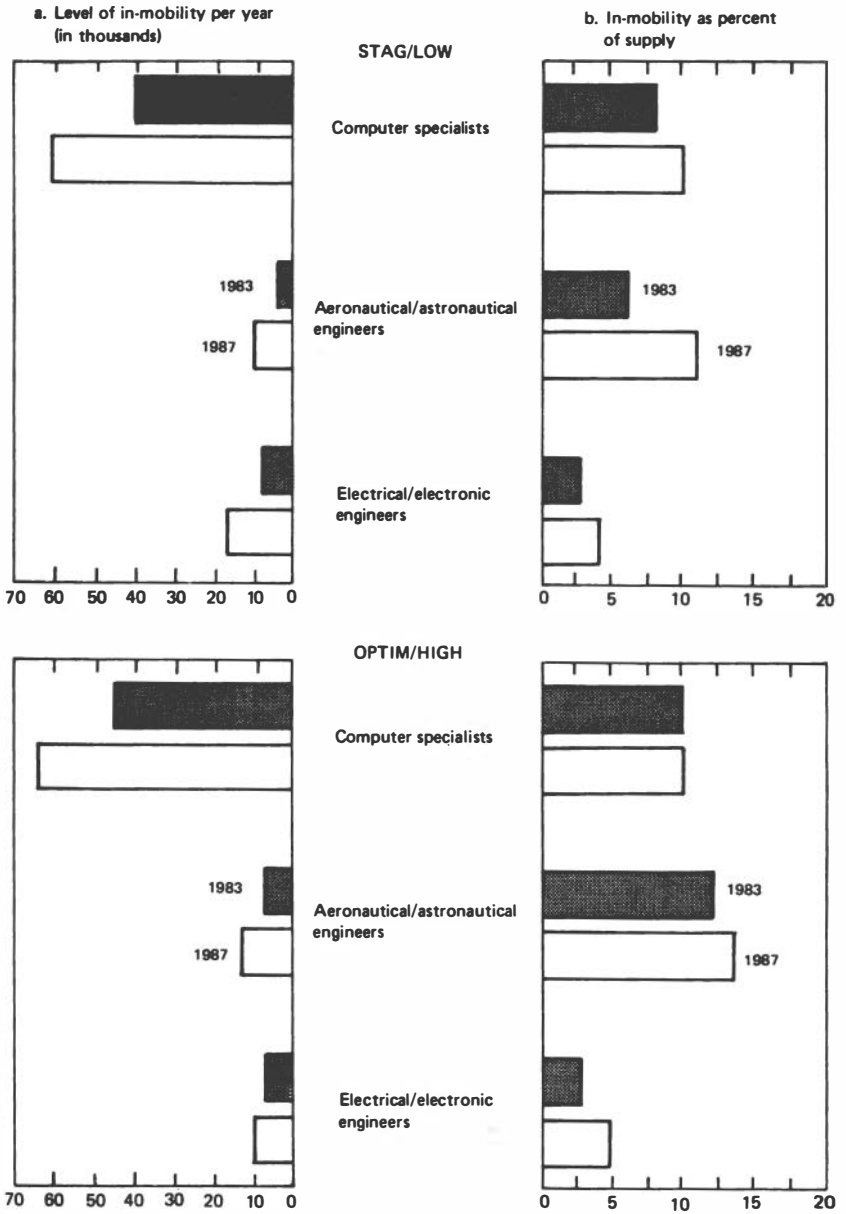 a. Level of in-mobility per year
(in thousands)
b. In-mobility as percent
of supply
STAG/LOW
Computer specialists
1983
1987
Aeronautical/astronautical
engineers
1983
1987
Electrical/electronic
engineers
70 60 50 40 30 20 10 0
0 5 10 15 20
OPTIM/HIGH
Computer specialists
1983
1987
Aeronautical/astronautical
engineers
1983
1987
Electrical/electronic
engineers
70 60 50 40 30 20 10 0
0 5 10 15 20